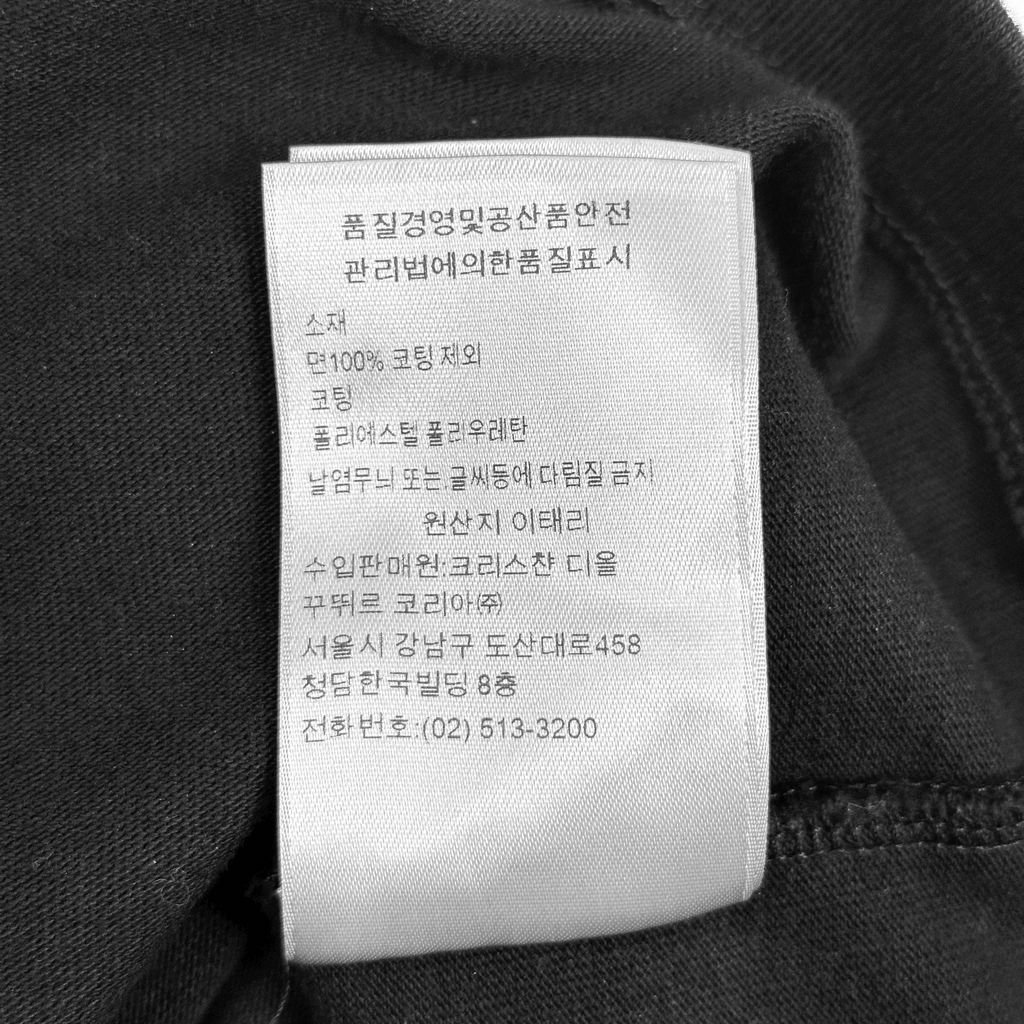 품질경영및공산품안전
관리법에의한품질표시
소재
면100% 코팅제외
코팅
폴리에스텔 폴리우레탄
날염무늬 또는 글씨등에 다림질 금지
원산지 이태리
수입판매원:크리스챤 디올
꾸뛰르 코리아㈜
서울시 강남구 도산대로458
청담한국빌딩 8층
전화번호:(02) 513-3200